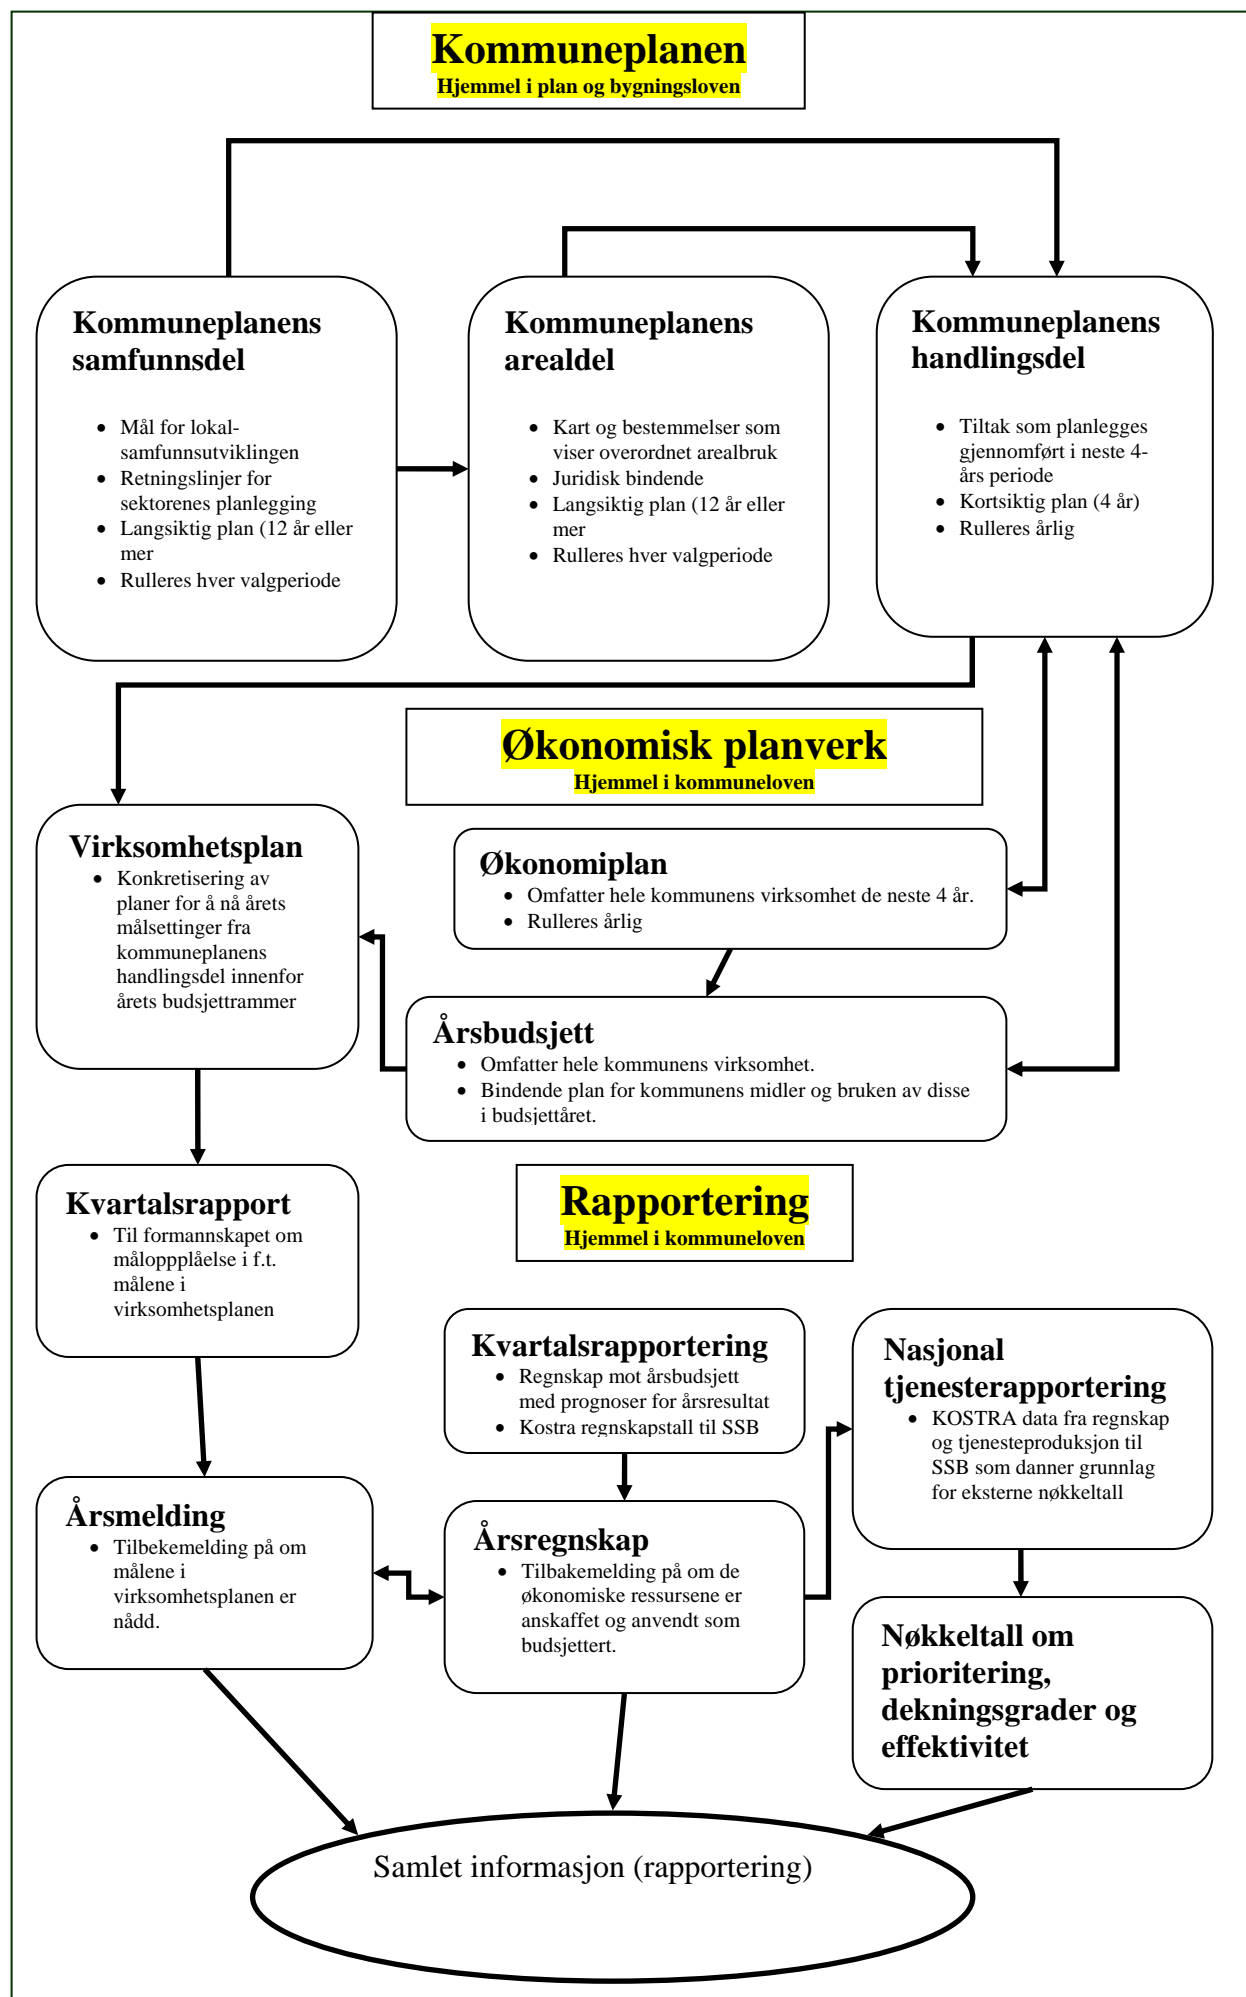 Kommuneplanen
Hjemmel i plan og bygningsloven
Kommuneplanens
samfunnsdel
• Mål for lokal-
samfunnsutviklingen
• Retningslinjer for
sektorenes planlegging
• Langsiktig plan (12 år eller
mer
• Rulleres hver valgperiode
Kommuneplanens
arealdel
• Kart og bestemmelser som
viser overordnet arealbruk
• Juridisk bindende
• Langsiktig plan (12 år eller
mer
• Rulleres hver valgperiode
Kommuneplanens
handlingsdel
• Tiltak som planlegges
gjennomført i neste 4-
års periode
• Kortsiktig plan (4 år)
• Rulleres årlig
Økonomisk planverk
Hjemmel i kommuneloven
Virksomhetsplan
• Konkretisering av
planer for å nå årets
målsettinger fra
kommuneplanens
handlingsdel innenfor
årets budsjettrammer
Økonomiplan
• Omfatter hele kommunens virksomhet de neste 4 år.
• Rulleres årlig
Årsbudsjett
• Omfatter hele kommunens virksomhet.
• Bindende plan for kommunens midler og bruken av disse
i budsjettåret.
Kvartalsrapport
• Til formannskapet om
måloppplåelse i f.t.
målene i
virksomhetsplanen
Rapportering
Hjemmel i kommuneloven
Kvartalsrapportering
• Regnskap mot årsbudsjett
med prognoser for årsresultat
• Kostra regnskapstall til SSB
Nasjonal
tjenesterapportering
• KOSTRA data fra regnskap
og tjenesteproduksjon til
SSB som danner grunnlag
for eksterne nøkkeltall
Årsmelding
• Tilbekemelding på om
målene i
virksomhetsplanen er
nådd.
Årsregnskap
• Tilbakemelding på om de
økonomiske ressursene er
anskaffet og anvendt som
budsjettert.
Nøkkeltall om
prioritering,
dekningsgrader og
effektivitet
Samlet informasjon (rapportering)